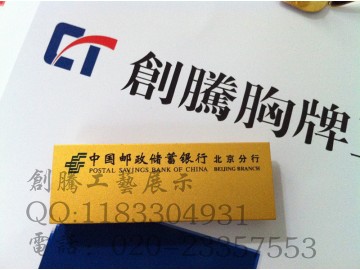 CT
創騰胸牌
中国邮政储蓄银行 北京分行
POSTAL SAVINGS BANK OF CHINA BEIJING BRANCH
創騰工藝展示
QQ:1183304931
電話: 020-23357553